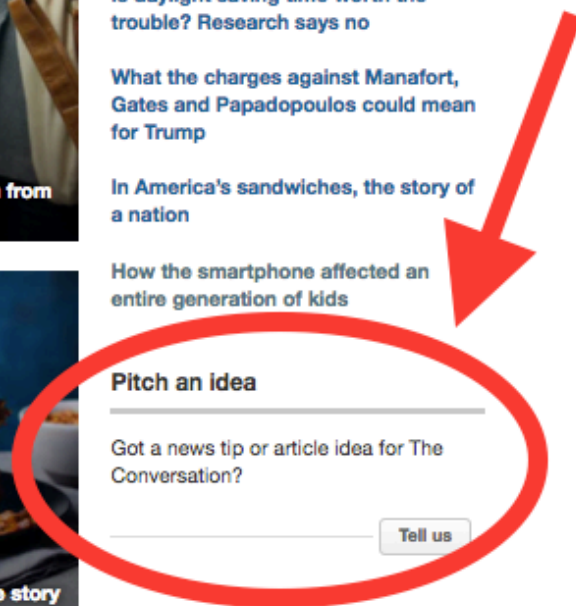 trouble? Research says no
What the charges against Manafort,
Gates and Papadopoulos could mean
for Trump
from
In America's sandwiches, the story of
a nation
How the smartphone affected an
entire generation of kids
Pitch an idea
Got a news tip or article idea for The
Conversation?
Tell us
story